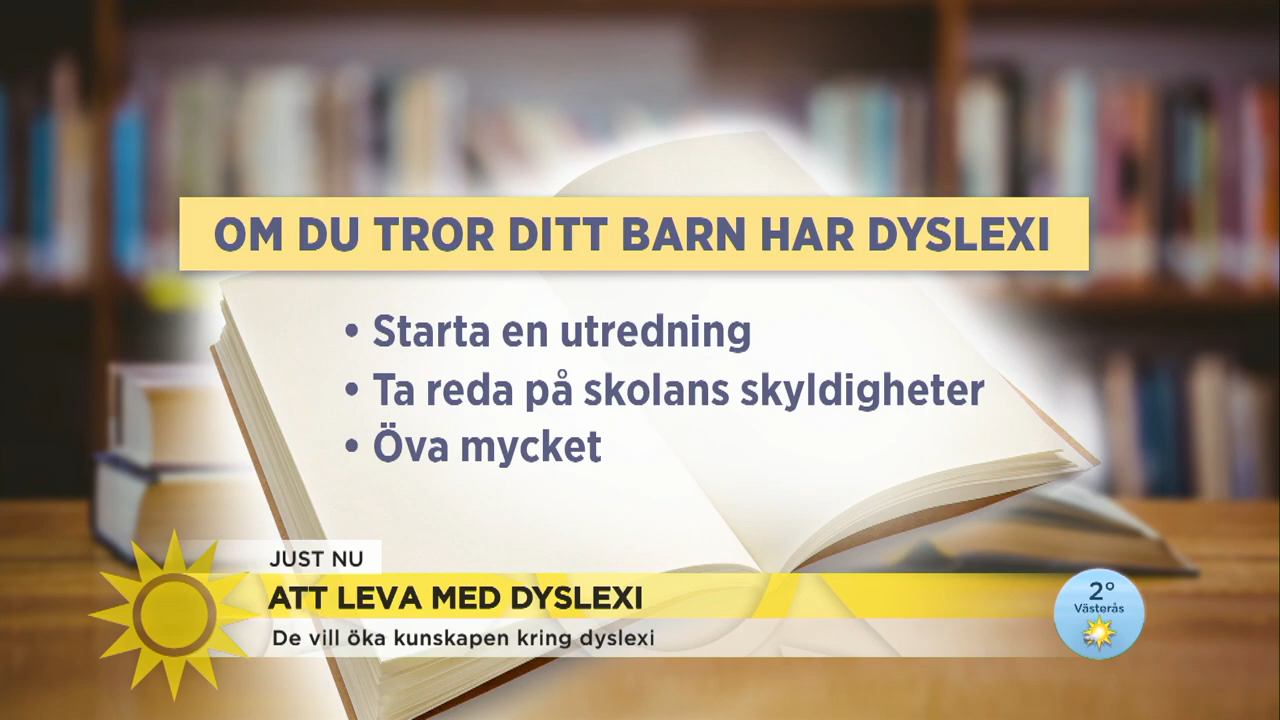 OM DU TROR DITT BARN HAR DYSLEXI
• Starta en utredning
• Ta reda på skolans skyldigheter
• Öva mycket
JUST NU
ATT LEVA MED DYSLEXI
De vill öka kunskapen kring dyslexi
2°
Västerås